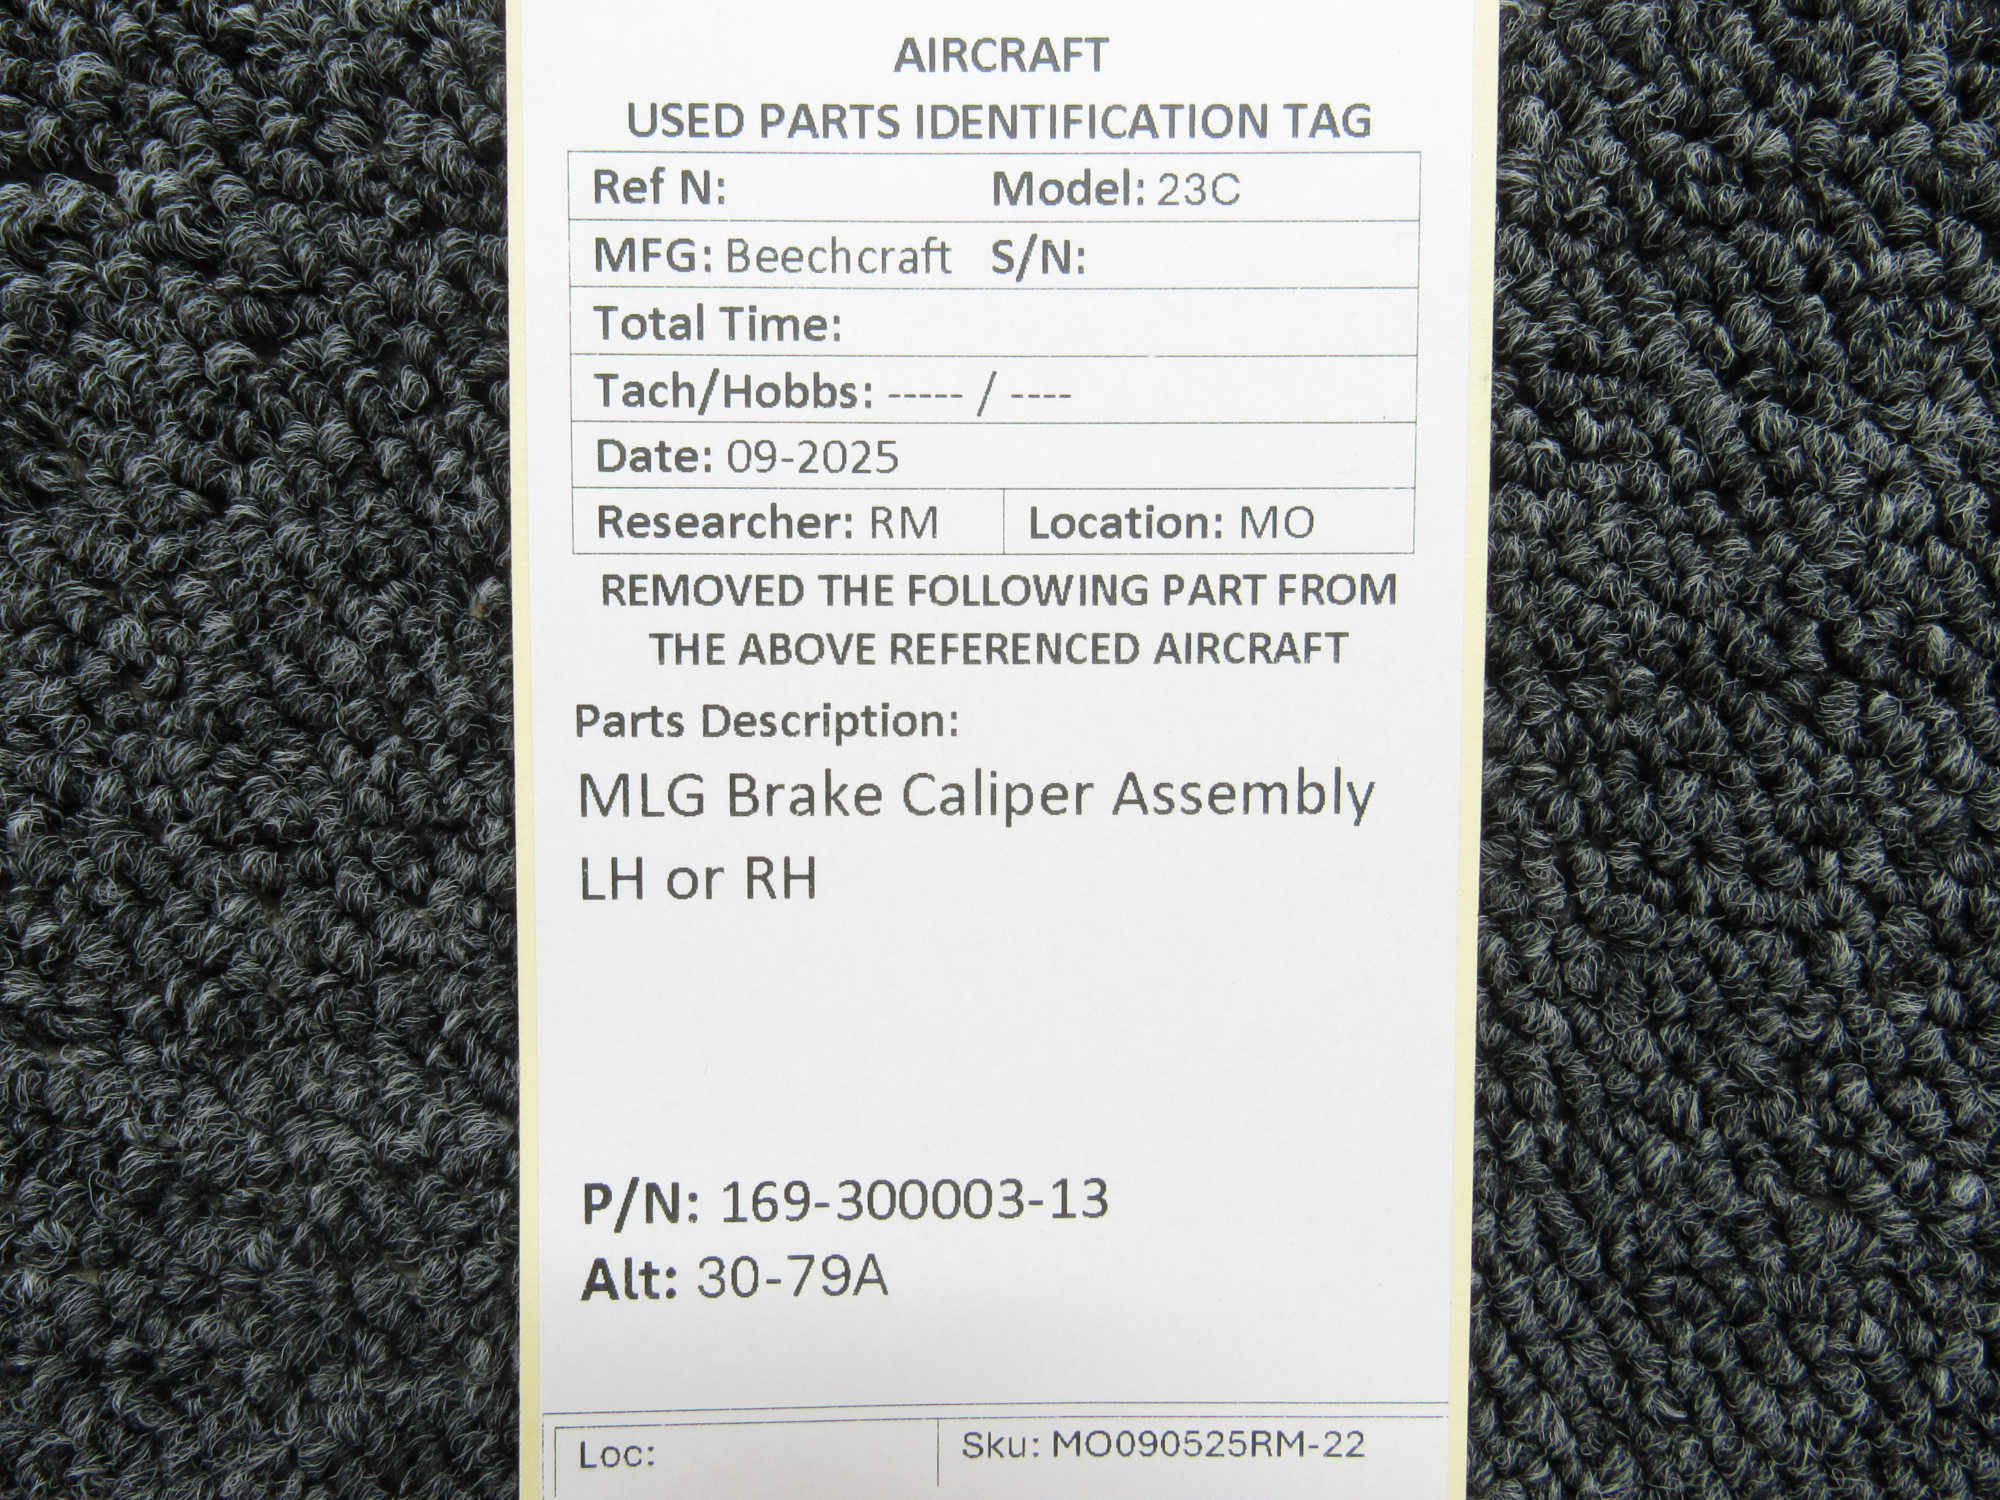 AIRCRAFT
USED PARTS IDENTIFICATION TAG
Ref N: Model: 23C
MFG: Beechcraft S/N:
Total Time:
Tach/Hobbs: ----- / ----
Date: 09-2025
Researcher: RM Location: MO
REMOVED THE FOLLOWING PART FROM
THE ABOVE REFERENCED AIRCRAFT
Parts Description:
MLG Brake Caliper Assembly
LH or RH
P/N: 169-300003-13
Alt: 30-79A
Loc: Sku: MO090525RM-22